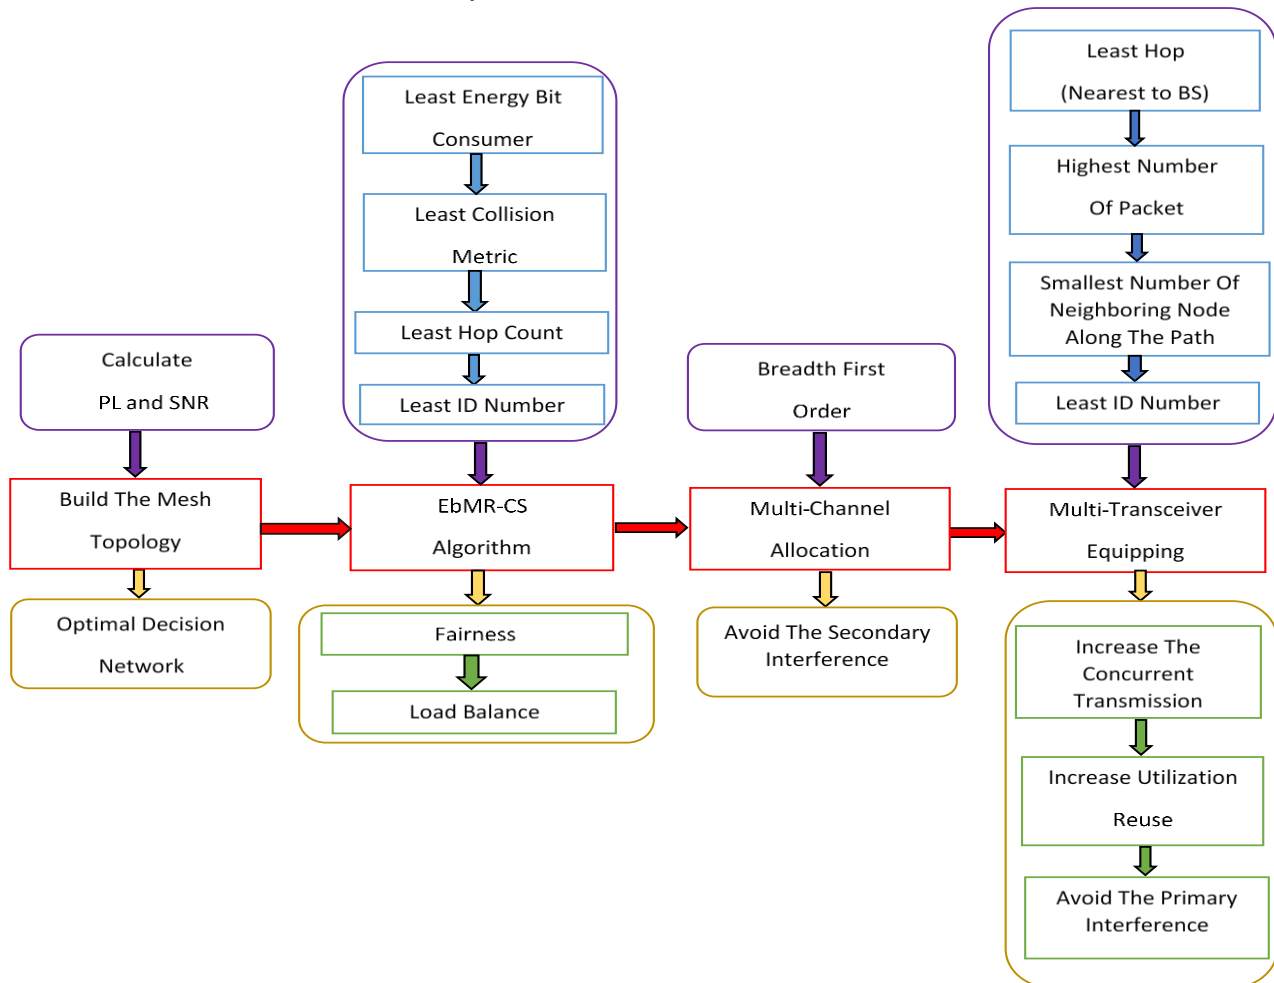 Calculate
PL and SNR
Build The Mesh
Topology
Optimal Decision
Network
Least Energy Bit
Consumer
Least Collision
Metric
Least Hop Count
Least ID Number
EbMR-CS
Algorithm
Fairness
Load Balance
Breadth First
Order
Multi-Channel
Allocation
Avoid The Secondary
Interference
Least Hop
(Nearest to BS)
Highest Number
Of Packet
Smallest Number Of
Neighboring Node
Along The Path
Least ID Number
Multi-Transceiver
Equipping
Increase The
Concurrent
Transmission
Increase Utilization
Reuse
Avoid The Primary
Interference